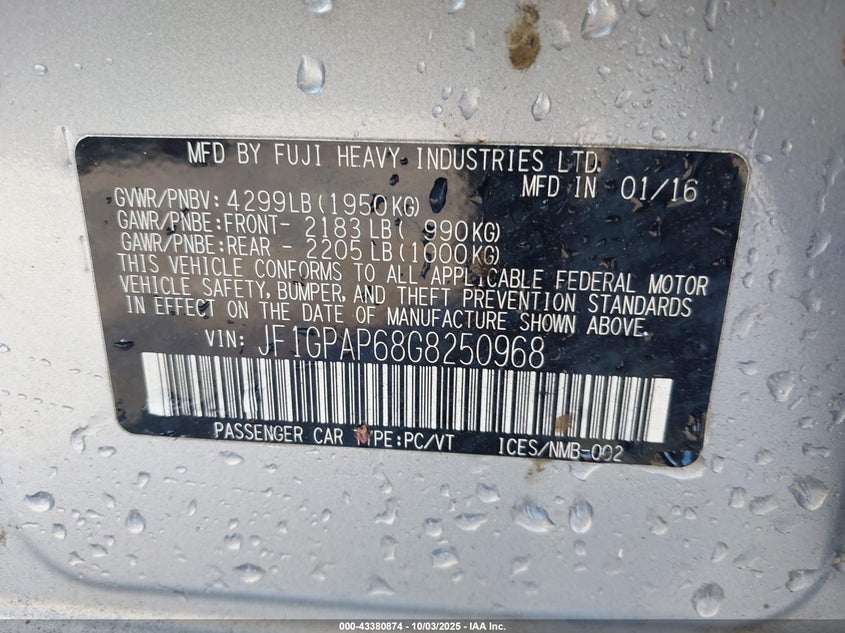 MFD BY FUJI HEAVY INDUSTRIES LTD.
MFD IN 01/16
GVWR/PNBV: 4299LB(1950KG)
GAWR/PNBE:FRONT- 2183LB( 990KG)
GAWR/PNBE:REAR - 2205LB(1000KG)
THIS VEHICLE CONFORMS TO ALL APPLICABLE FEDERAL MOTOR
VEHICLE SAFETY, BUMPER, AND THEFT PREVENTION STANDARDS
IN EFFECT ON THE DATE OF MANUFACTURE SHOWN ABOVE.
VIN: JF1GPAP68G8250968
PASSENGER CAR TYPE:PC/VT ICES/NMB-002
000-43380874 | 10/03/2025 - IAA Inc.